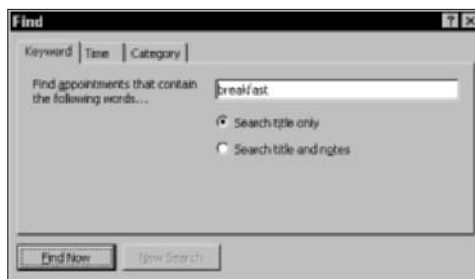 Find
Keyword Time Category
Find appointments that contain
the following words...
breakfast
Search title only
Search title and notes
Find Now New Search